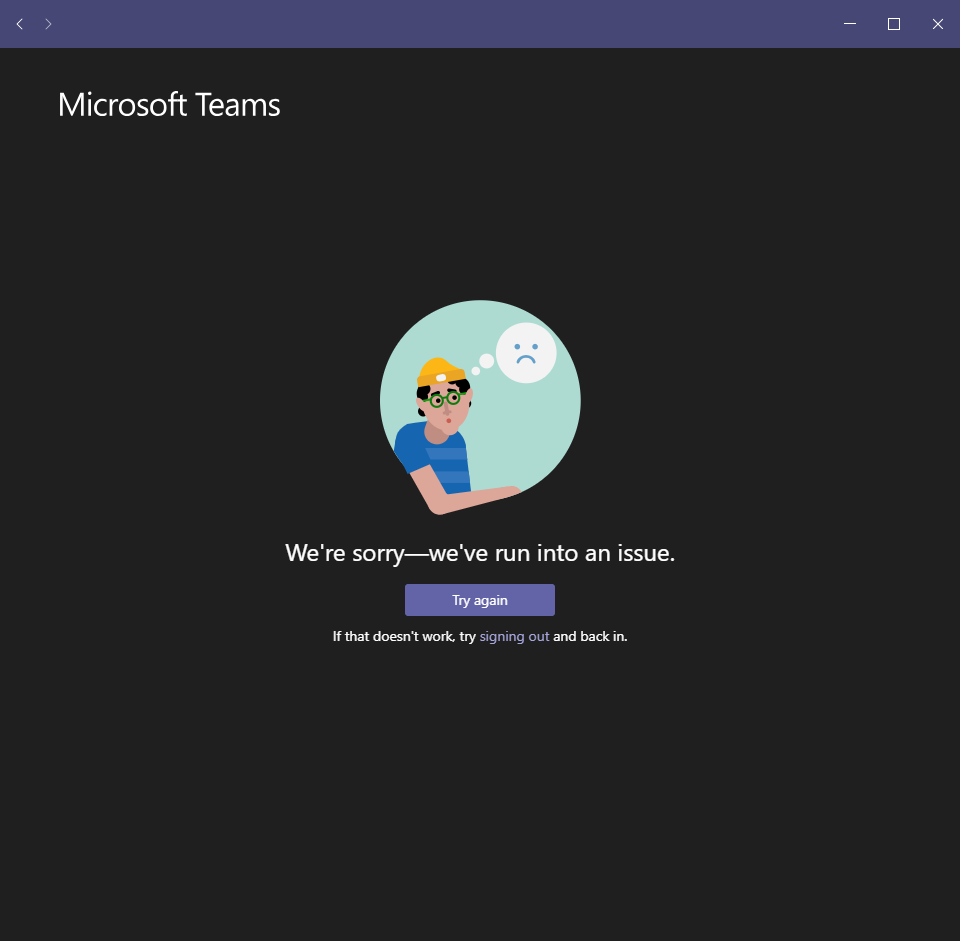 Microsoft Teams
We're sorry—we've run into an issue.
Try again
If that doesn't work, try signing out and back in.